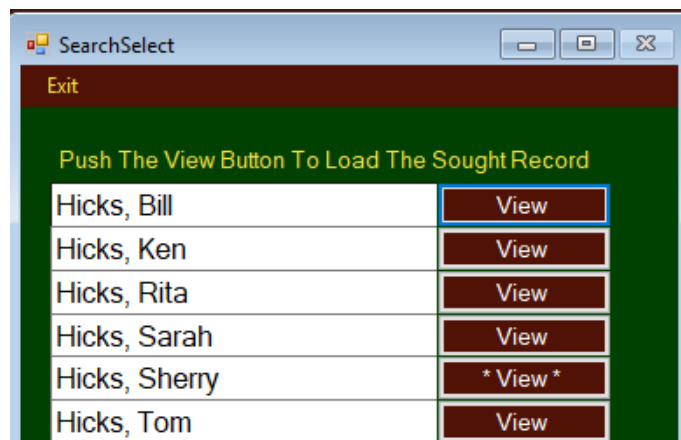 SearchSelect
Exit
Push The View Button To Load The Sought Record
Hicks, Bill View
Hicks, Ken View
Hicks, Rita View
Hicks, Sarah View
Hicks, Sherry * View *
Hicks, Tom View